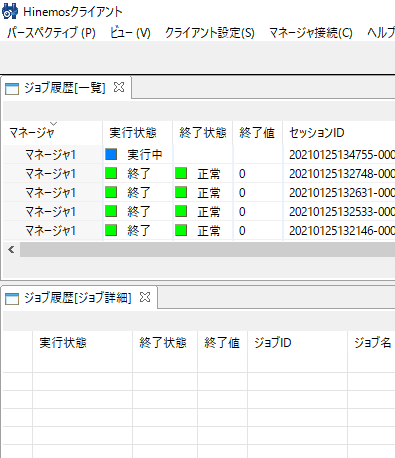 Hinemosクライアント
パースペクティブ (P) ビュー (V) クライアント設定(S) マネージャ接続(C) ヘルプ
ジョブ履歴[一覧]
マネージャ 実行状態 終了状態 終了値 セッションID
マネージャ1 実行中 20210125134755-000
マネージャ1 終了 正常 0 20210125132748-000
マネージャ1 終了 正常 0 20210125132631-000
マネージャ1 終了 正常 0 20210125132533-000
マネージャ1 終了 正常 0 20210125132146-000
ジョブ履歴[ジョブ詳細]
実行状態 終了状態 終了値 ジョブID ジョブ名